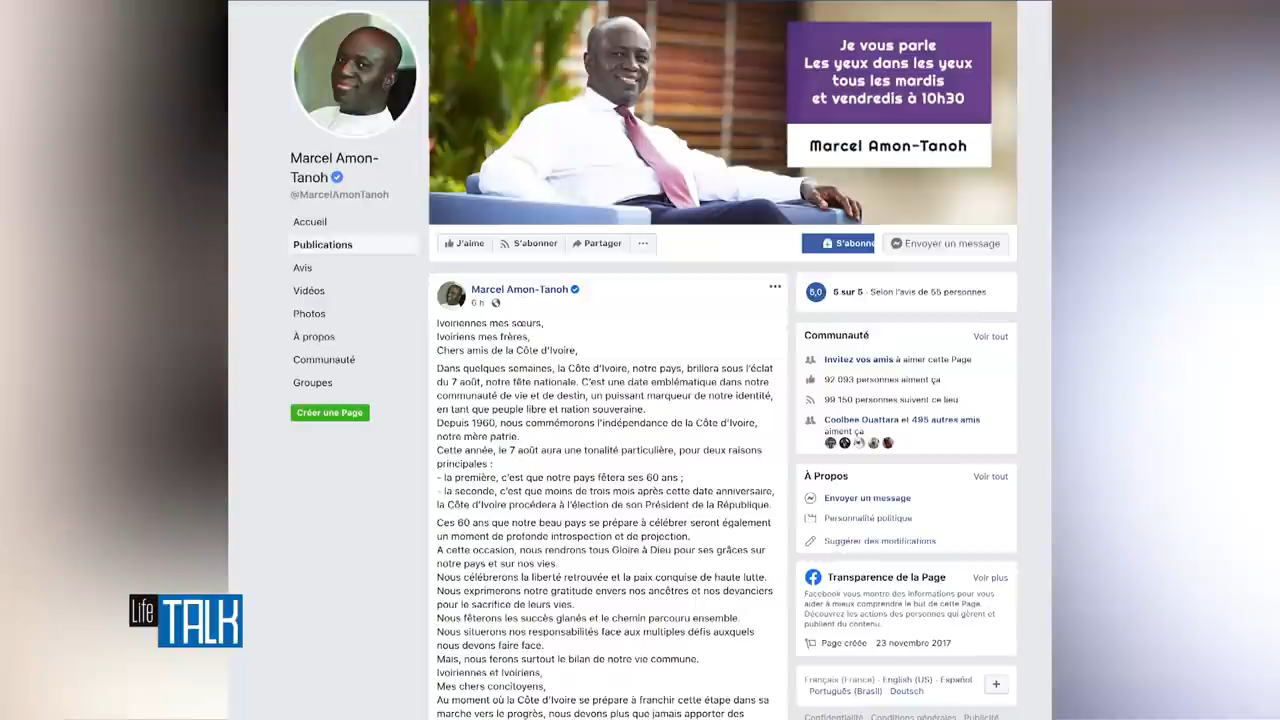 Marcel Amon-
Tanoh
@MarcelAmonTanoh
Accueil
Publications
Avis
Vidéos
Photos
À propos
Communauté
Groupes
Créer une Page
Je vous parle
Les yeux dans les yeux
tous les mardis
et vendredis à 10h30
Marcel Amon-Tanoh
J'aime
S'abonner
Partager
S'abonne
Envoyer un message
Marcel Amon-Tanoh
6 h
Ivoiriennes mes sœurs,
Ivoiriens mes frères,
Chers amis de la Côte d'Ivoire,
Dans quelques semaines, la Côte d'Ivoire, notre pays, brillera sous l'éclat
du 7 août, notre fête nationale. C'est une date emblématique dans notre
communauté de vie et de destin, un puissant marqueur de notre identité,
en tant que peuple libre et nation souveraine.
Depuis 1960, nous commémorons l'indépendance de la Côte d'Ivoire,
notre mère patrie.
Cette année, le 7 août aura une tonalité particulière, pour deux raisons
principales :
- la première, c'est que notre pays fêtera ses 60 ans ;
- la seconde, c'est que moins de trois mois après cette date anniversaire,
la Côte d'Ivoire procédera à l'élection de son Président de la République.
Ces 60 ans que notre beau pays se prépare à célébrer seront également
un moment de profonde introspection et de projection.
A cette occasion, nous rendrons tous Gloire à Dieu pour ses grâces sur
notre pays et sur nos vies.
Nous célébrerons la liberté retrouvée et la paix conquise de haute lutte.
Nous exprimerons notre gratitude envers nos ancêtres et nos devanciers
pour le sacrifice de leurs vies.
Nous fêterons les succès glanés et le chemin parcouru ensemble.
Nous situerons nos responsabilités face aux multiples défis auxquels
nous devons faire face.
Mais, nous ferons surtout le bilan de notre vie commune.
Ivoiriennes et Ivoiriens,
Mes chers concitoyens,
Au moment où la Côte d'Ivoire se prépare à franchir cette étape dans sa
marche vers le progrès, nous devons plus que jamais apporter des
5,0
5 sur 5 · Selon l'avis de 55 personnes
Communauté
Voir tout
Invitez vos amis à aimer cette Page
92 093 personnes aiment ça
99 150 personnes suivent ce lieu
Coolbee Ouattara et 495 autres amis
aiment ça
À Propos
Voir tout
Envoyer un message
Personnalité politique
Suggérer des modifications
Transparence de la Page
Voir plus
Facebook vous montre des informations pour vous
aider à mieux comprendre le but de cette Page.
Découvrez les actions des personnes qui gèrent et
publient du contenu.
Page créée 23 novembre 2017
Français (France) · English (US) · Español
Português (Brasil) Deutsch
Confidentialité Conditions générales Publicité
Life
TALK